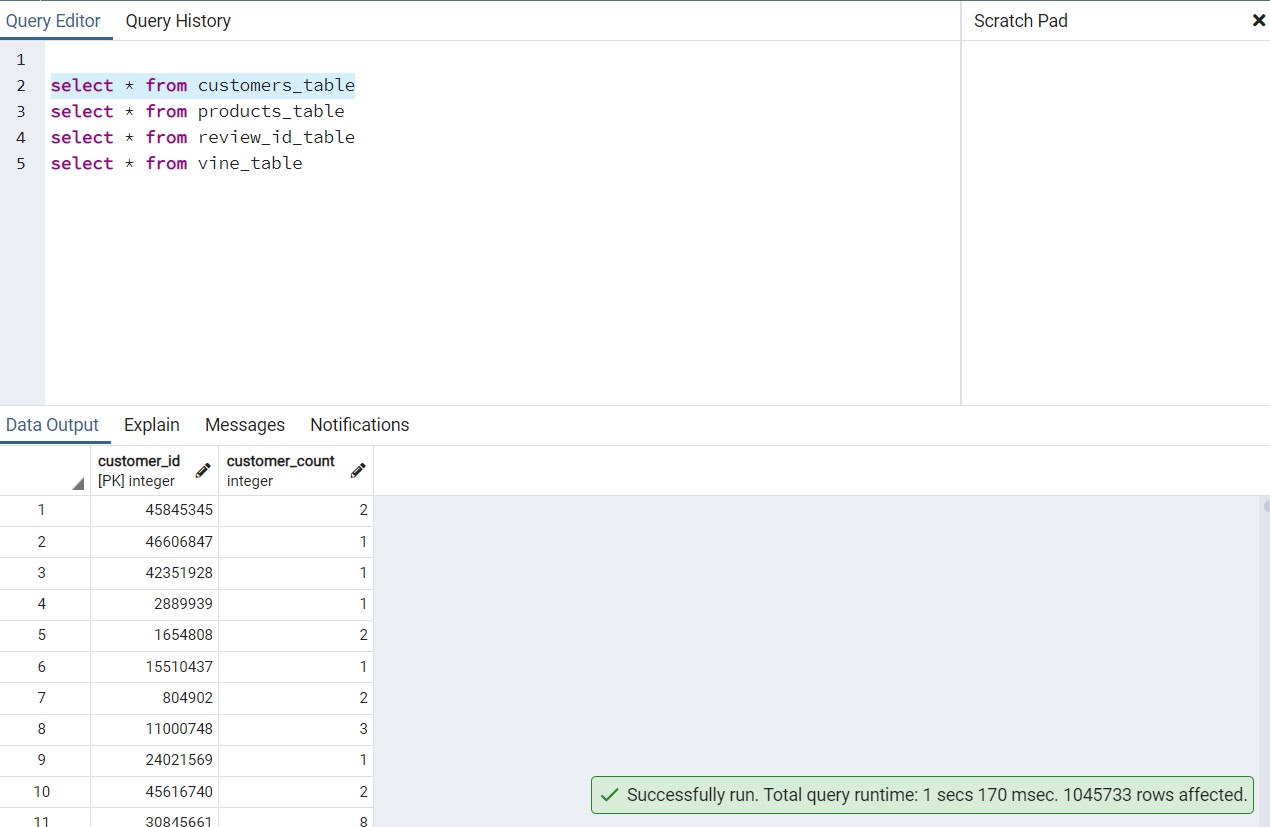 Query Editor Query History Scratch Pad ×
1
2 select * from customers_table
3 select * from products_table
4 select * from review_id_table
5 select * from vine_table
Data Output Explain Messages Notifications
customer_id customer_count
[PK] integer integer
1 45845345 2
2 46606847 1
3 42351928 1
4 2889939 1
5 1654808 2
6 15510437 1
7 804902 2
8 11000748 3
9 24021569 1
10 45616740 2
Successfully run. Total query runtime: 1 secs 170 msec. 1045733 rows affected.
11 30845661 8